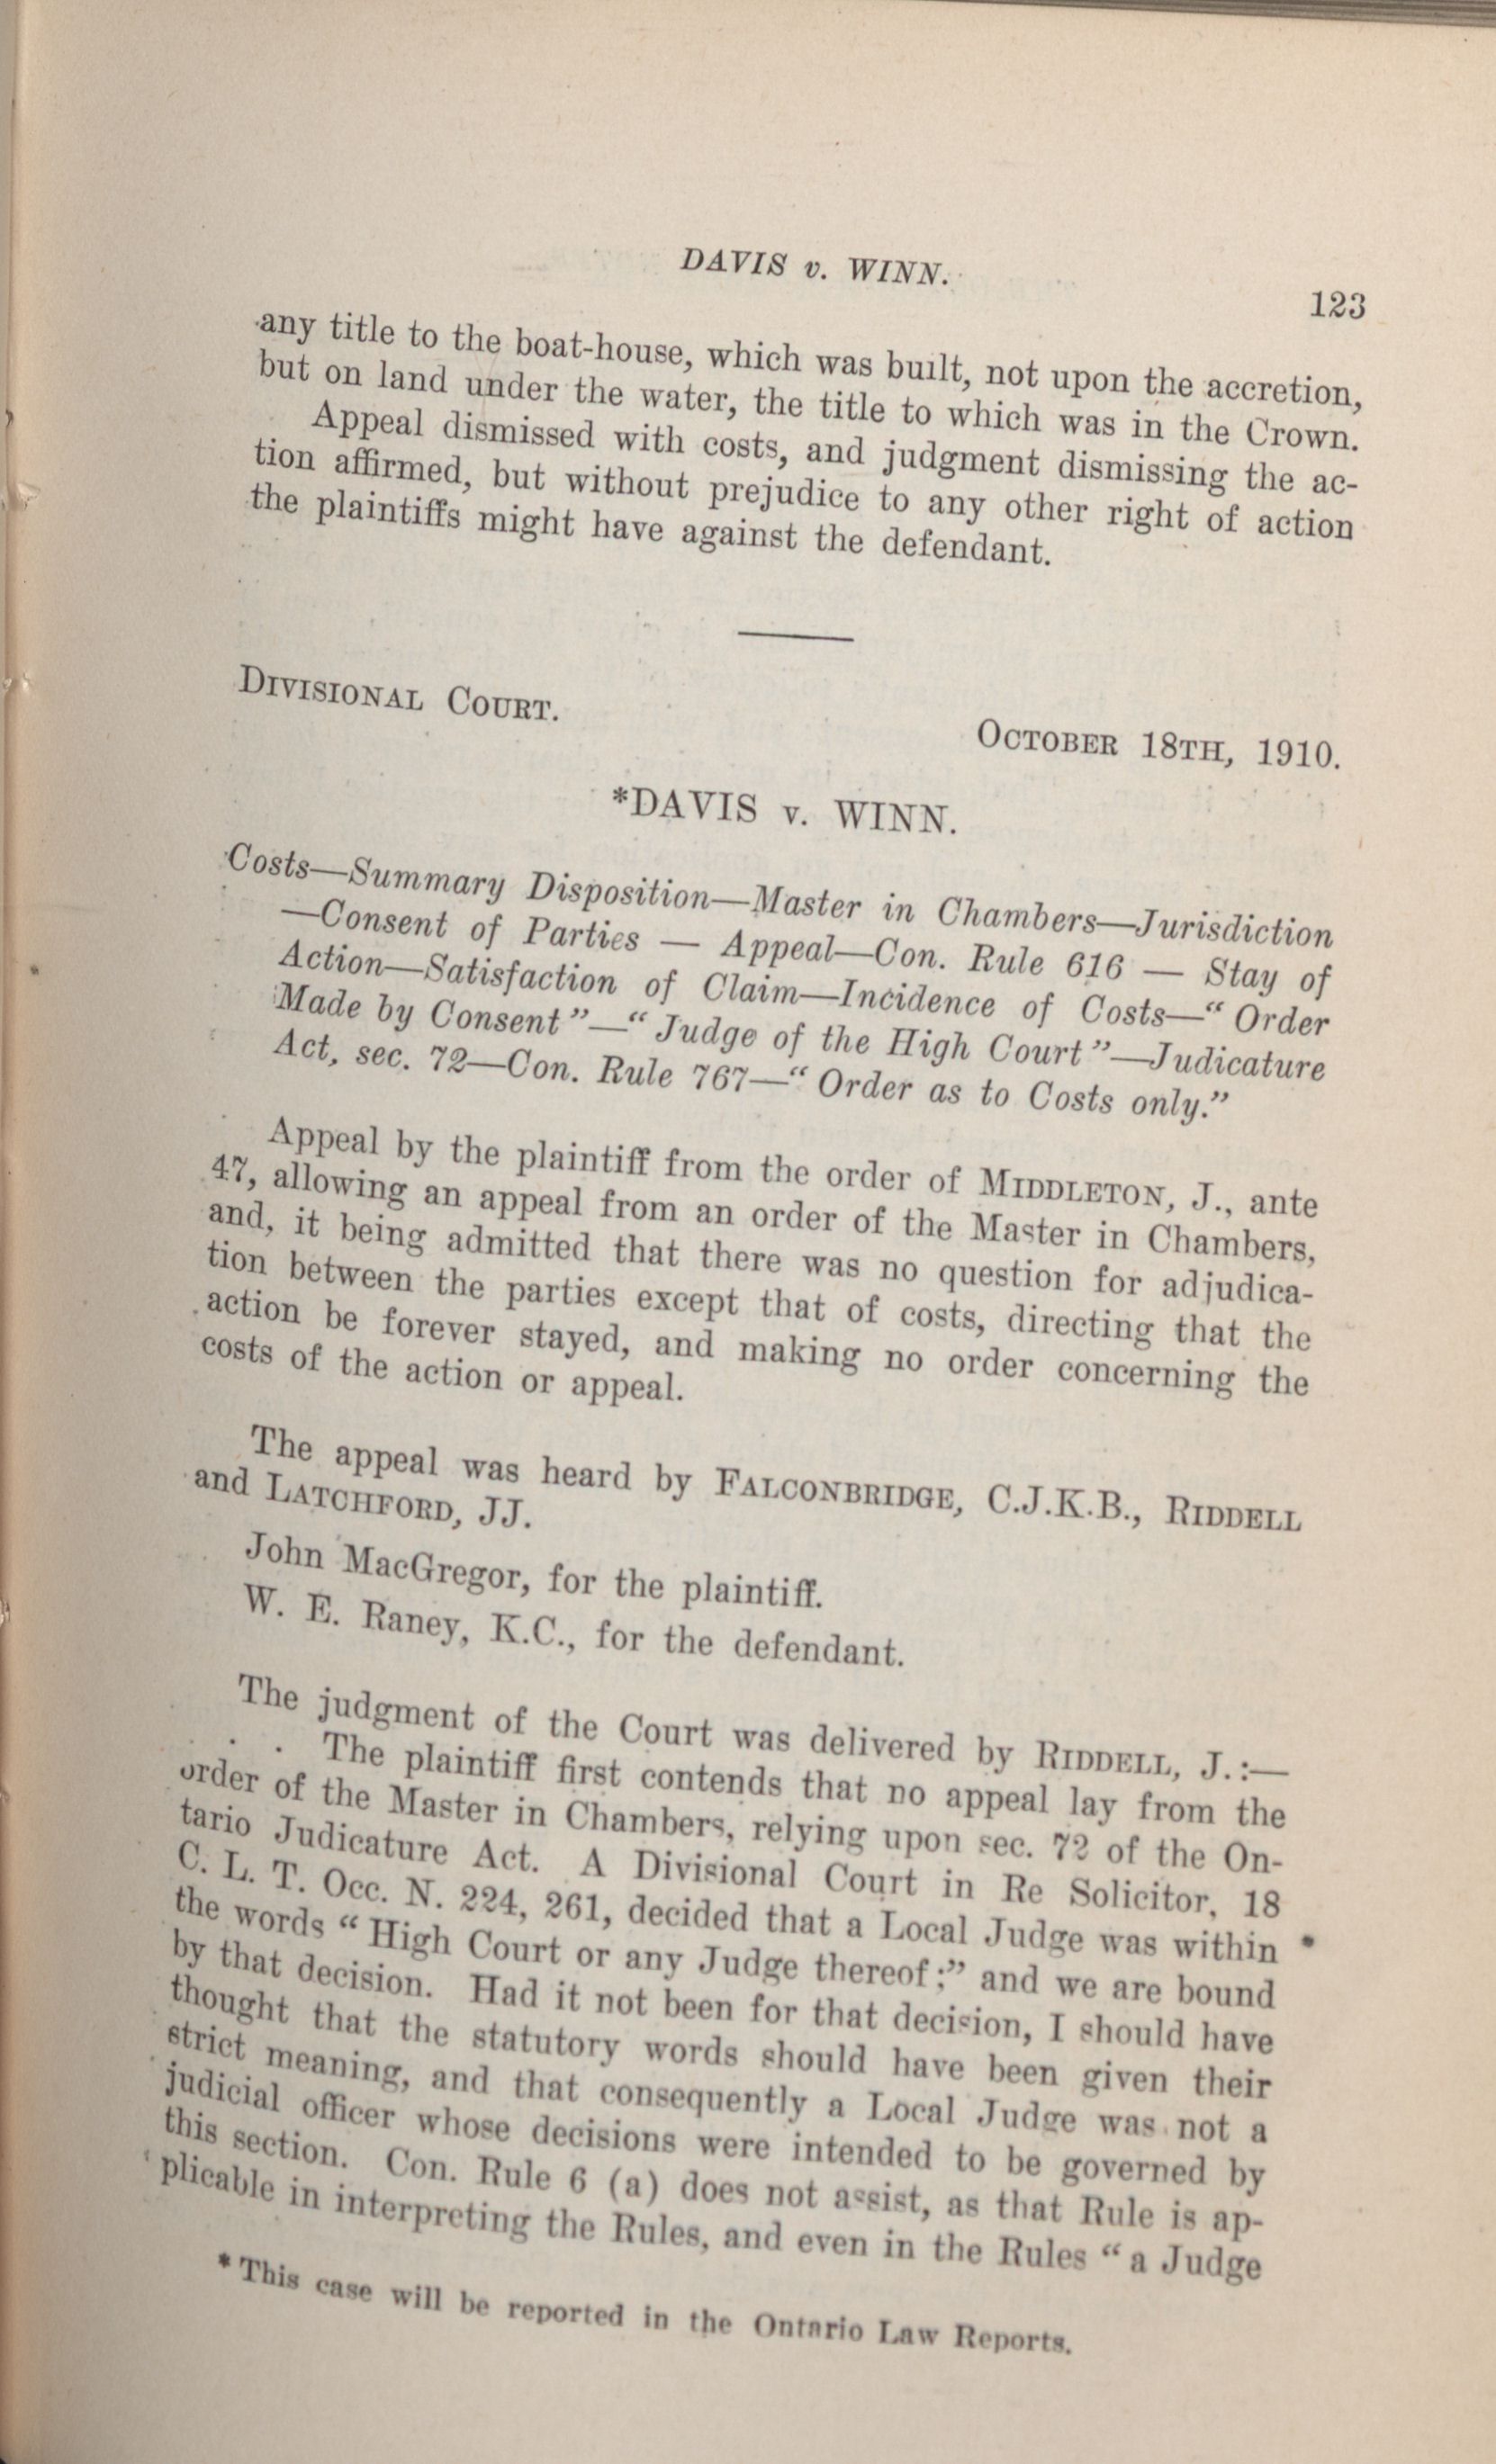 DAVIS v. WINN.
123
any title to the boat-house, which was built, not upon the accretion,
but on land under the water, the title to which was in the Crown.
Appeal dismissed with costs, and judgment dismissing the ac-
tion affirmed, but without prejudice to any other right of action
the plaintiffs might have against the defendant.
DIVISIONAL COURT.
OCTOBER 18TH, 1910.
*DAVIS v. WINN.
Costs—Summary Disposition—Master in Chambers—Jurisdiction
—Consent of Parties — Appeal—Con. Rule 616 — Stay of
Action—Satisfaction of Claim—Incidence of Costs—“ Order
Made by Consent ”—“ Judge of the High Court ”—Judicature
Act, sec. 72—Con. Rule 767—“ Order as to Costs only.”
Appeal by the plaintiff from the order of MIDDLETON, J., ante
47, allowing an appeal from an order of the Master in Chambers,
and, it being admitted that there was no question for adjudica-
tion between the parties except that of costs, directing that the
action be forever stayed, and making no order concerning the
costs of the action or appeal.
The appeal was heard by FALCONBRIDGE, C.J.K.B., RIDDELL
and LATCHFORD, JJ.
John MacGregor, for the plaintiff.
W. E. Raney, K.C., for the defendant.
The judgment of the Court was delivered by RIDDELL, J.:—
. . The plaintiff first contends that no appeal lay from the
order of the Master in Chambers, relying upon sec. 72 of the On-
tario Judicature Act. A Divisional Court in Re Solicitor, 18
C. L. T. Occ. N. 224, 261, decided that a Local Judge was within
the words “ High Court or any Judge thereof;” and we are bound
by that decision. Had it not been for that decision, I should have
thought that the statutory words should have been given their
strict meaning, and that consequently a Local Judge was not a
judicial officer whose decisions were intended to be governed by
this section. Con. Rule 6 (a) does not assist, as that Rule is ap-
plicable in interpreting the Rules, and even in the Rules “ a Judge
* This case will be reported in the Ontario Law Reports.